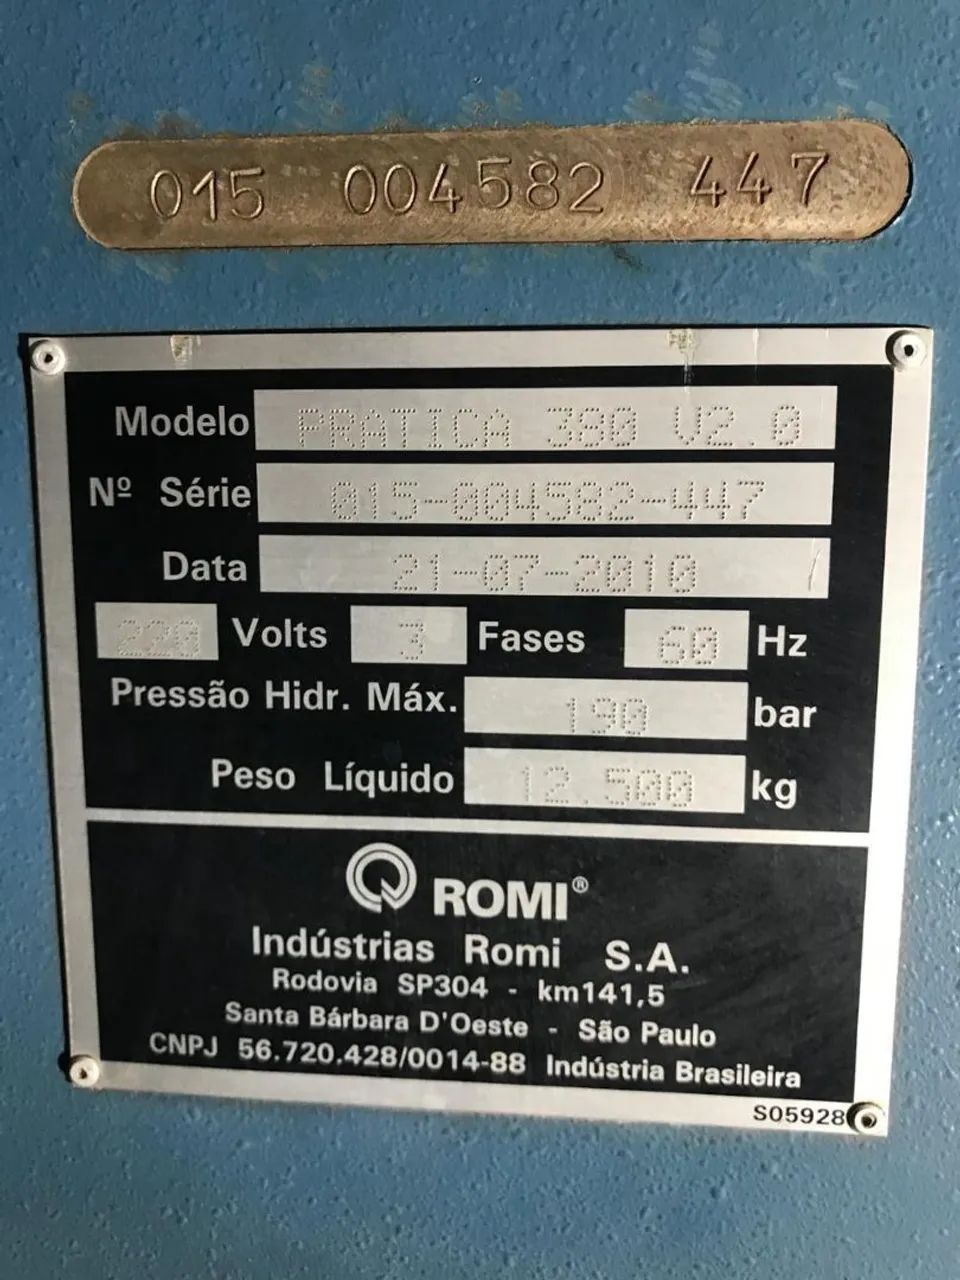 015 004582 447
Modelo PRATICA 380 V2.0
Nº Série 015-004582-447
Data 21-07-2010
220 Volts 3 Fases 60 Hz
Pressão Hidr. Máx. 190 bar
Peso Líquido 12.500 kg
ROMI®
Indústrias Romi S.A.
Rodovia SP304 - km141,5
Santa Bárbara D'Oeste - São Paulo
CNPJ 56.720.428/0014-88 Indústria Brasileira
S05928